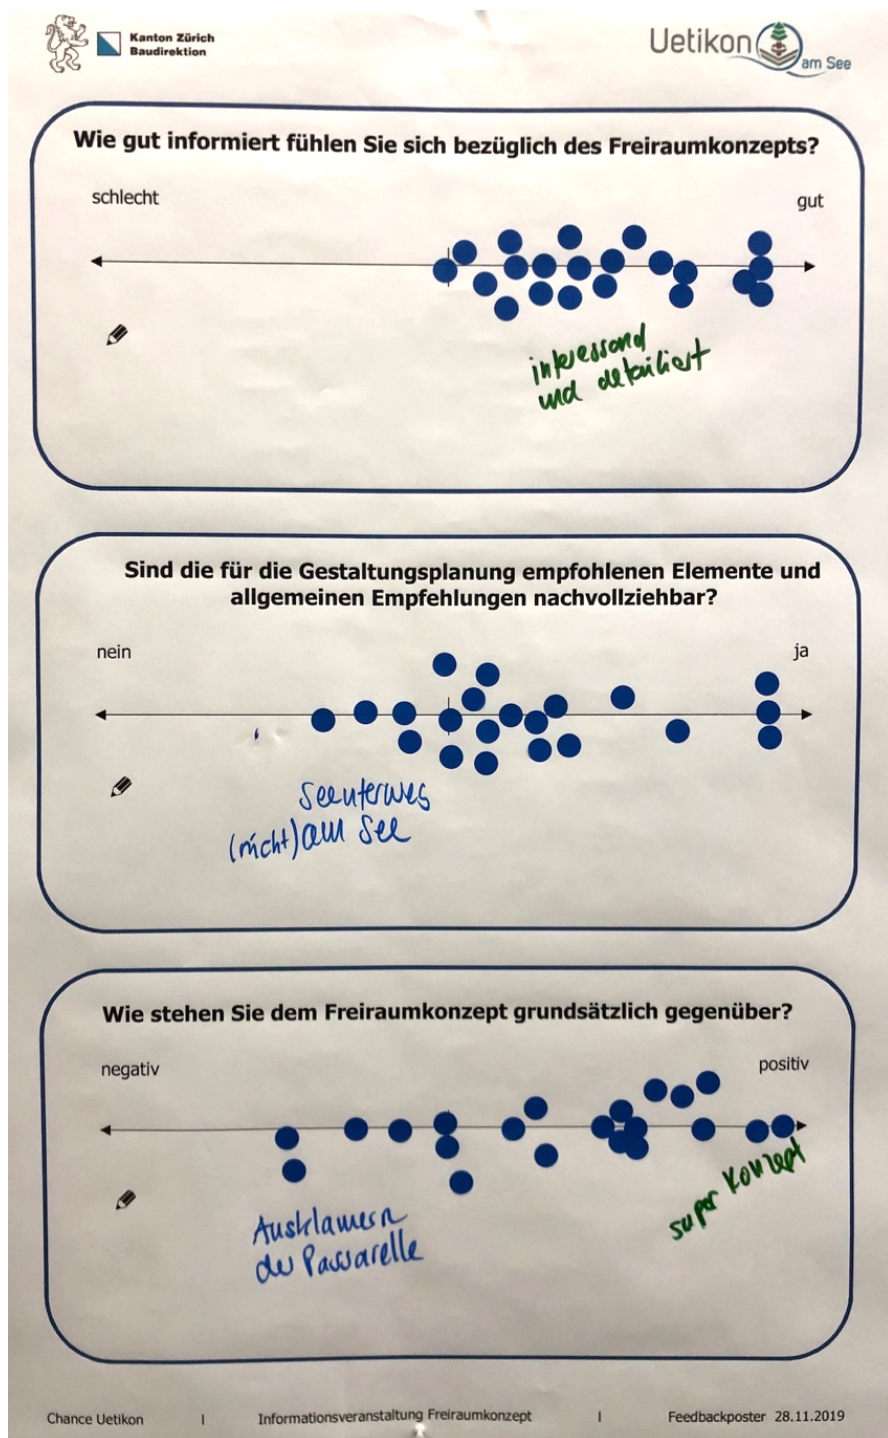 Kanton Zürich
Baudirektion
Uetikon
am See
Wie gut informiert fühlen Sie sich bezüglich des Freiraumkonzepts?
schlecht
gut
interessand
und detailiert
Sind die für die Gestaltungsplanung empfohlenen Elemente und
allgemeinen Empfehlungen nachvollziehbar?
nein
ja
Seeuferweg
(nicht) am See
Wie stehen Sie dem Freiraumkonzept grundsätzlich gegenüber?
negativ
positiv
super Konzept
Ausklamern
der Passarelle
Chance Uetikon | Informationsveranstaltung Freiraumkonzept | Feedbackposter 28.11.2019